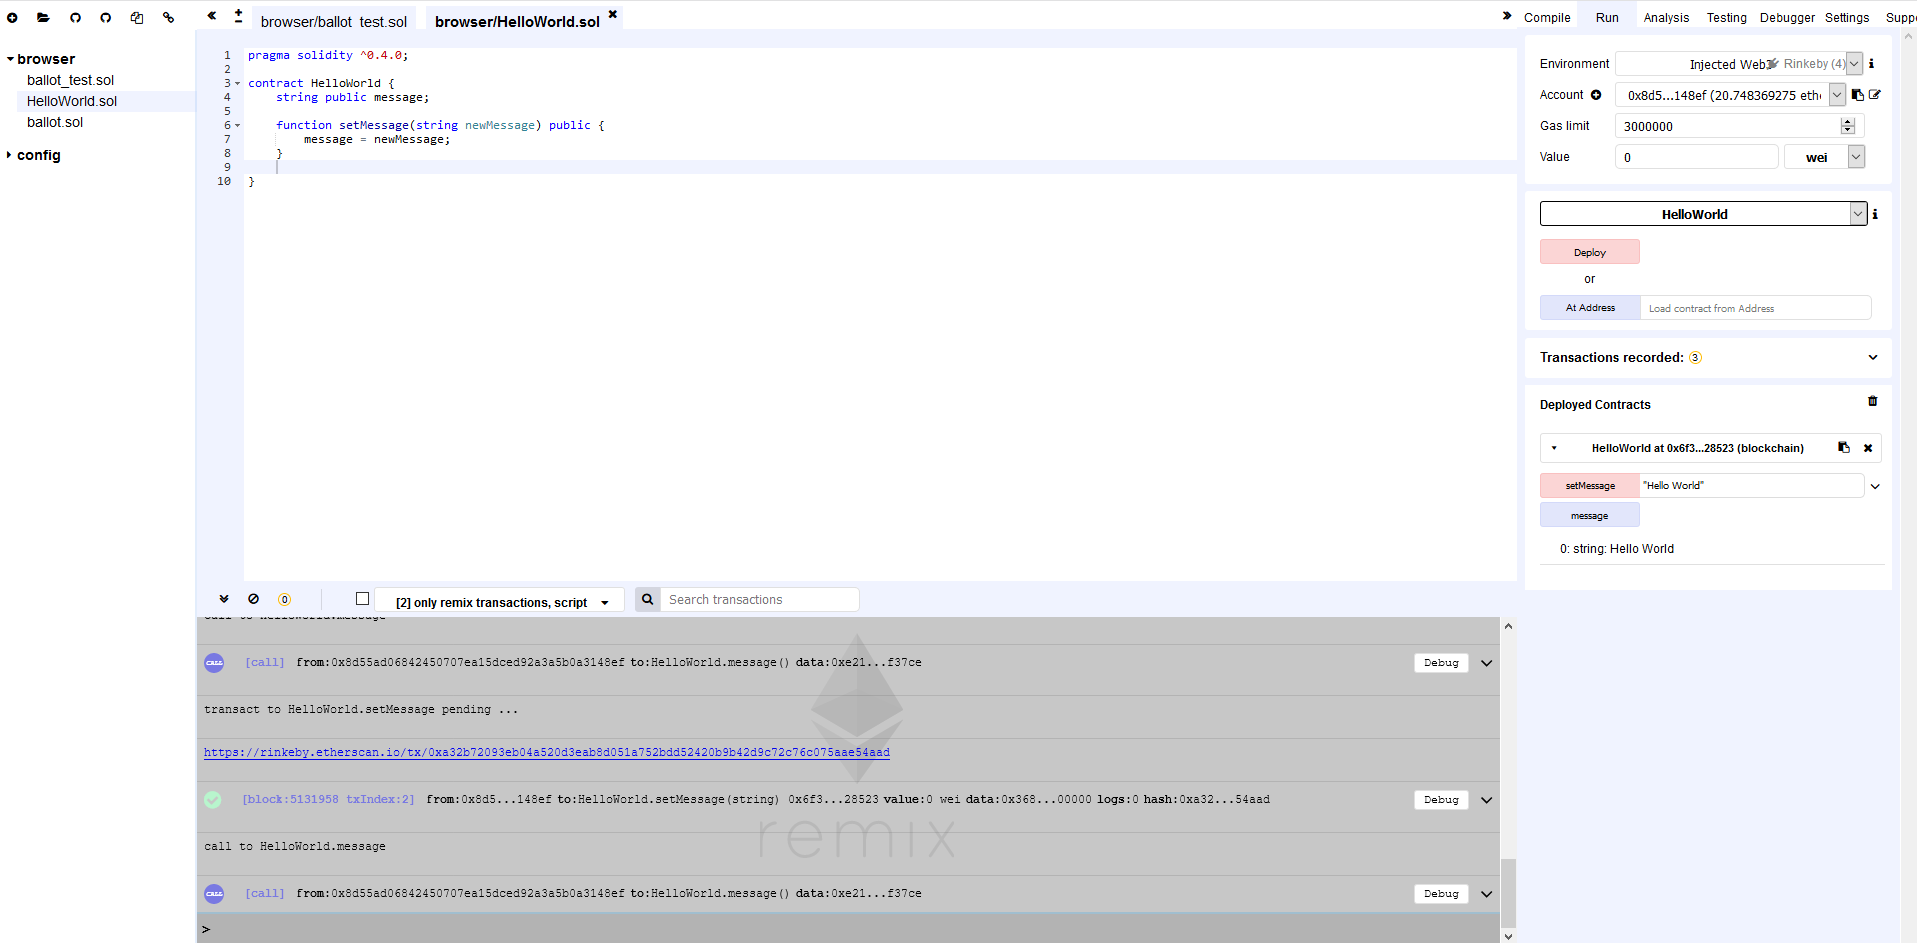 browser
ballot_test.sol
HelloWorld.sol
ballot.sol
config
browser/ballot_test.sol
browser/HelloWorld.sol
1 pragma solidity ^0.4.0;
2
3 contract HelloWorld {
4 string public message;
5
6 function setMessage(string newMessage) public {
7 message = newMessage;
8 }
9
10 }
[2] only remix transactions, script
Search transactions
0
call to HelloWorld.message
[call] from:0x8d55ad06842450707ea15dced92a3a5b0a3148ef to:HelloWorld.message() data:0xe21...f37ce
Debug
transact to HelloWorld.setMessage pending ...
https://rinkeby.etherscan.io/tx/0xa32b72093eb04a520d3eab8d051a752bdd52420b9b42d9c72c76c075aae54aad
[block:5131958 txIndex:2] from:0x8d5...148ef to:HelloWorld.setMessage(string) 0x6f3...28523 value:0 wei data:0x368...00000 logs:0 hash:0xa32...54aad
Debug
remix
call to HelloWorld.message
[call] from:0x8d55ad06842450707ea15dced92a3a5b0a3148ef to:HelloWorld.message() data:0xe21...f37ce
Debug
>
Compile Run Analysis Testing Debugger Settings Supp
Environment Injected Web3 Rinkeby (4)
Account 0x8d5...148ef (20.748369275 ethe
Gas limit 3000000
Value 0 wei
HelloWorld
Deploy
or
At Address Load contract from Address
Transactions recorded: 3
Deployed Contracts
HelloWorld at 0x6f3...28523 (blockchain)
setMessage "Hello World"
message
0: string: Hello World